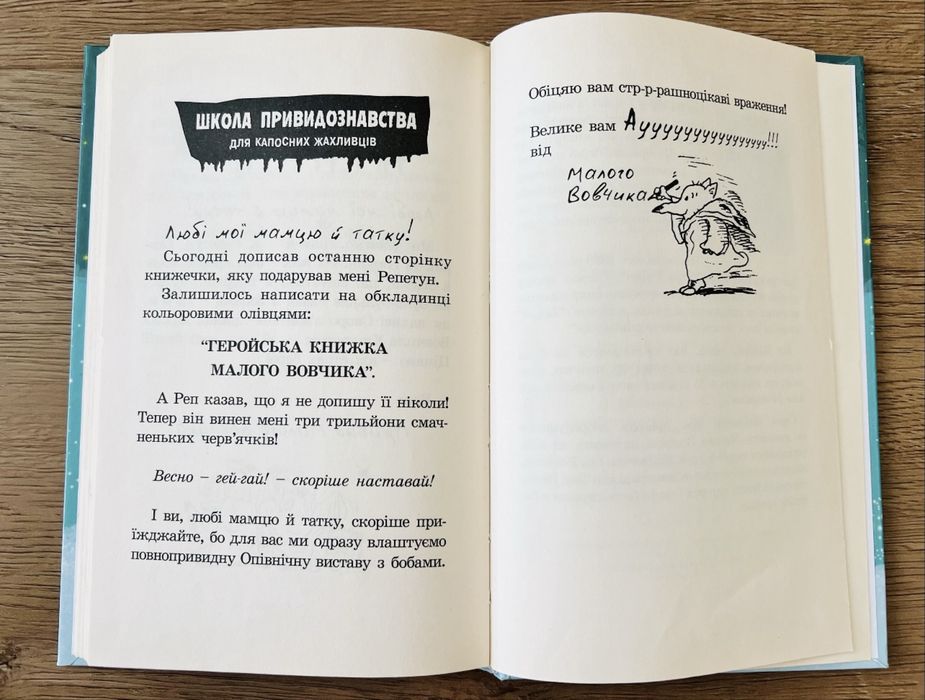 ШКОЛА ПРИВИДОЗНАВСТВА
ДЛЯ КАПОСНИХ ЖАХЛИВЦІВ
Любі мої мамцю й татку!
Сьогодні дописав останню сторінку
книжечки, яку подарував мені Репетун.
Залишилось написати на обкладинці
кольоровими олівцями:
“ГЕРОЙСЬКА КНИЖКА
МАЛОГО ВОВЧИКА”.
А Реп казав, що я не допишу її ніколи!
Тепер він винен мені три трильйони смач-
неньких черв’ячків!
Весно – гей-гай! – скоріше наставай!
І ви, любі мамцю й татку, скоріше при-
їжджайте, бо для вас ми одразу влаштуємо
повнопривидну Опівнічну виставу з бобами.
Обіцяю вам стр-р-рашноцікаві враження!
Велике вам Ауууууууууууууууу!!!
від
Малого
Вовчика